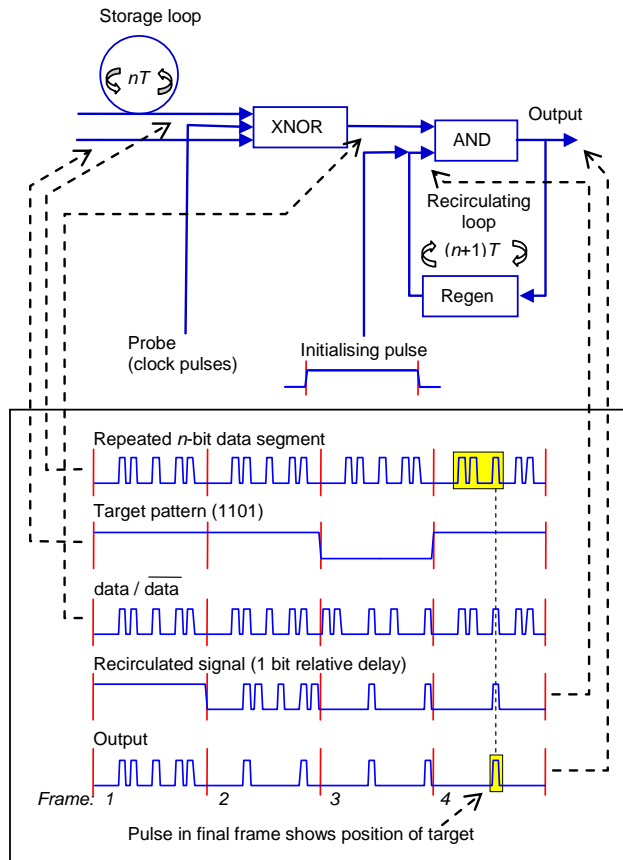 Storage loop
nT
XNOR
AND
Output
Recirculating
loop
(n+1)T
Regen
Probe
(clock pulses)
Initialising pulse
Repeated n-bit data segment
Target pattern (1101)
data / data
Recirculated signal (1 bit relative delay)
Output
Frame: 1 2 3 4
Pulse in final frame shows position of target